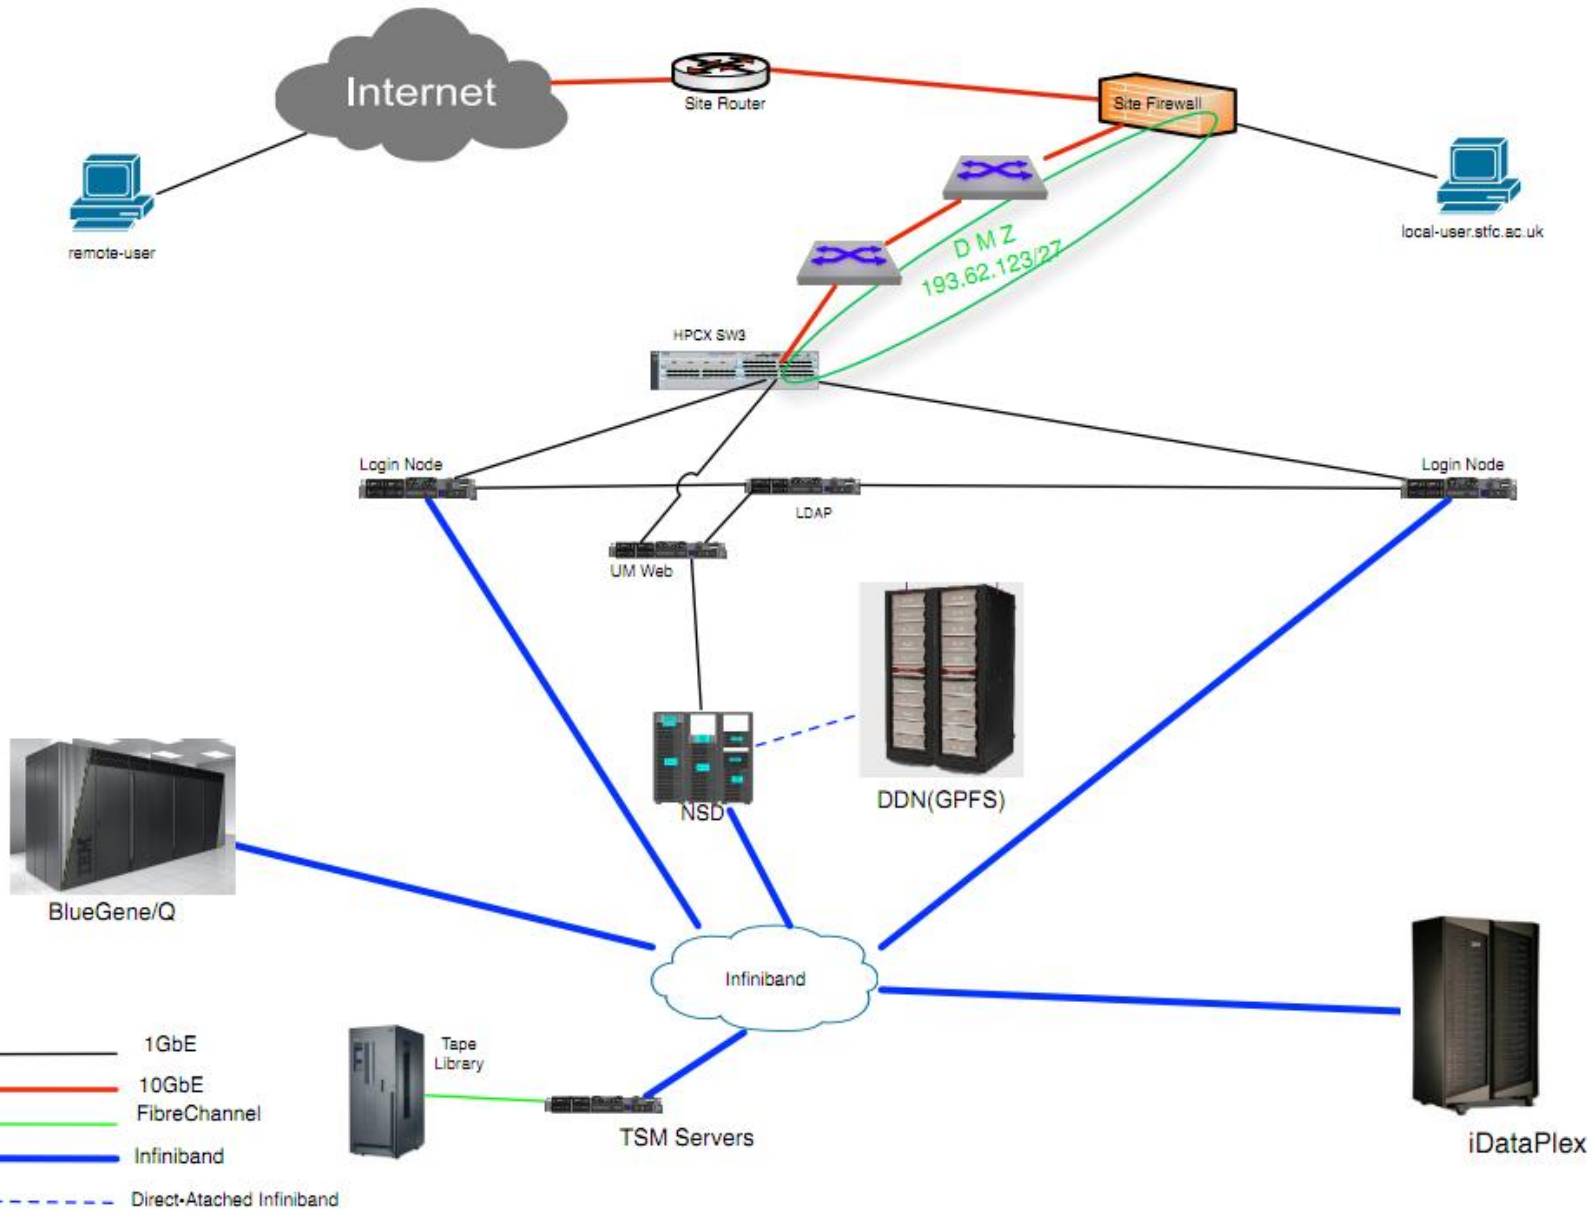 Internet
Site Router
Site Firewall
remote-user
local-user.stfc.ac.uk
D M Z
193.62.123/27
HPCX SW3
Login Node
Login Node
LDAP
UM Web
NSD
DDN(GPFS)
IBM
BlueGene/Q
Infiniband
1GbE
10GbE
FibreChannel
Infiniband
Direct-Atached Infiniband
Tape
Library
TSM Servers
iDataPlex